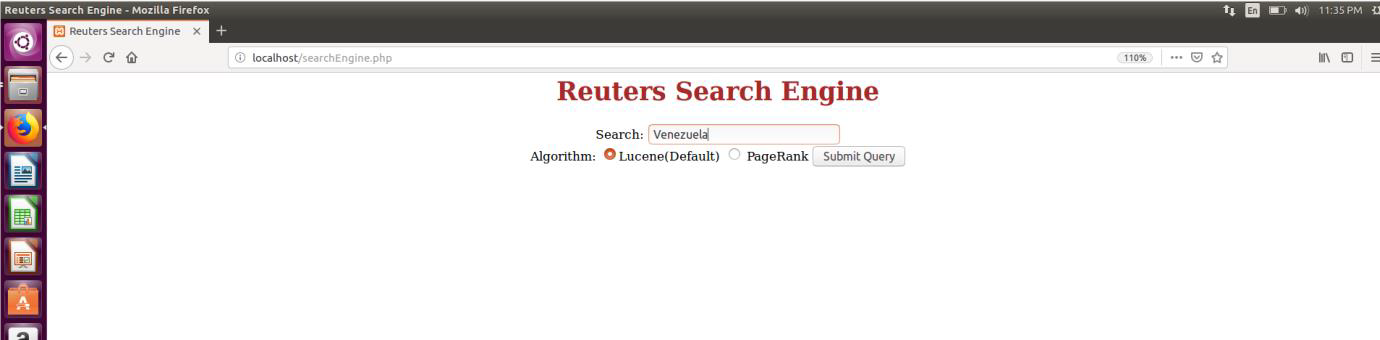 Reuters Search Engine - Mozilla Firefox
En
11:35 PM
Reuters Search Engine
localhost/searchEngine.php
110%
Reuters Search Engine
Search: Venezuela
Algorithm: Lucene(Default) PageRank Submit Query